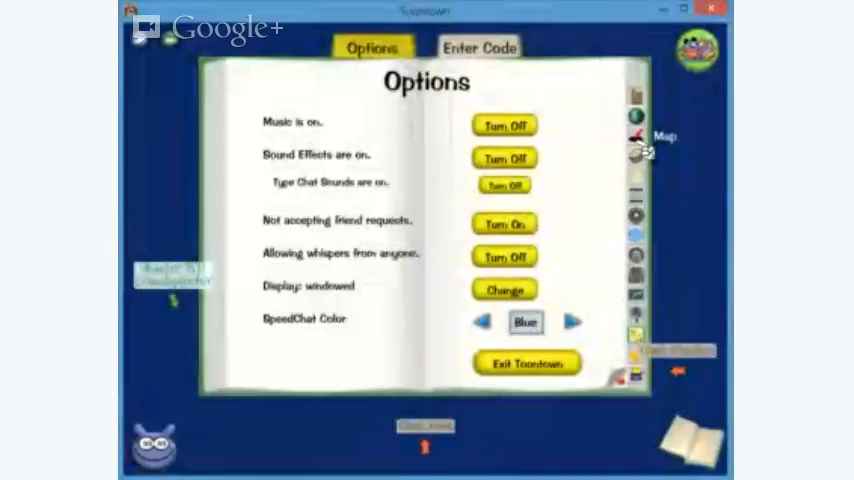 Toontown
Google+
Options
Enter Code
Options
Music is on.
Turn Off
Map
Sound Effects are on.
Turn Off
Type Chat Sounds are on.
Turn Off
Not accepting friend requests.
Turn On
Allowing whispers from anyone.
Turn Off
Display: windowed
Change
SpeedChat Color
Blue
Exit Toontown